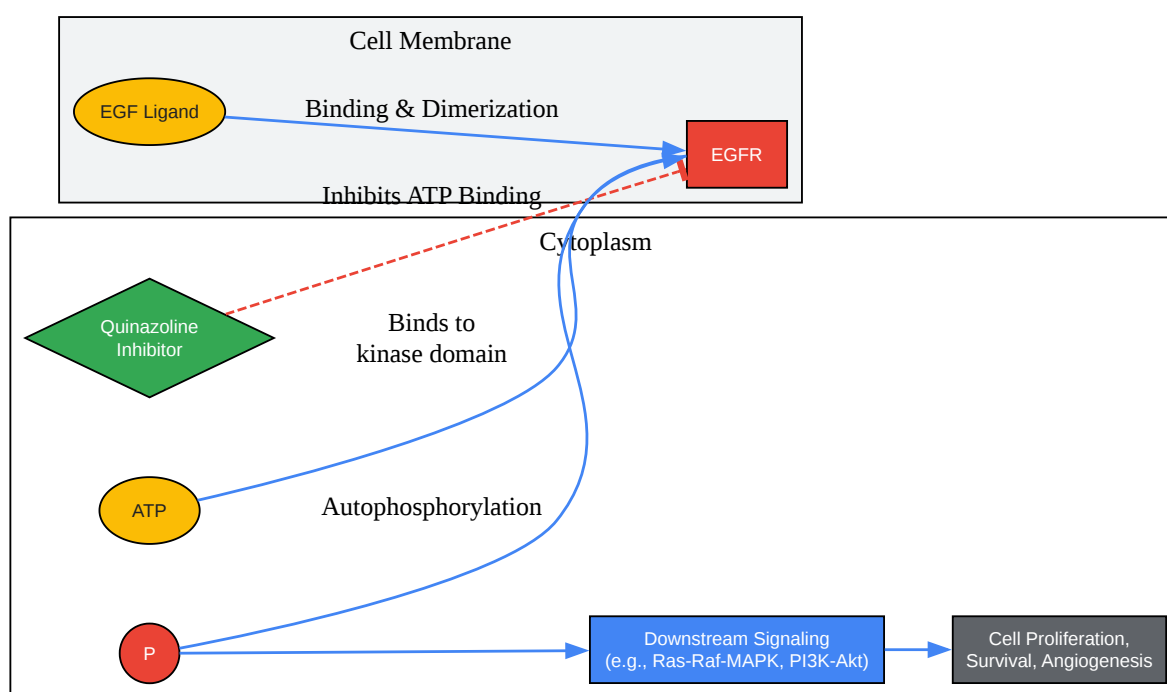 Cell Membrane
EGF Ligand
Binding & Dimerization
EGFR
Inhibits ATP Binding
Cytoplasm
Quinazoline
Inhibitor
Binds to
kinase domain
ATP
Autophosphorylation
P
Downstream Signaling
(e.g., Ras-Raf-MAPK, PI3K-Akt)
Cell Proliferation,
Survival, Angiogenesis